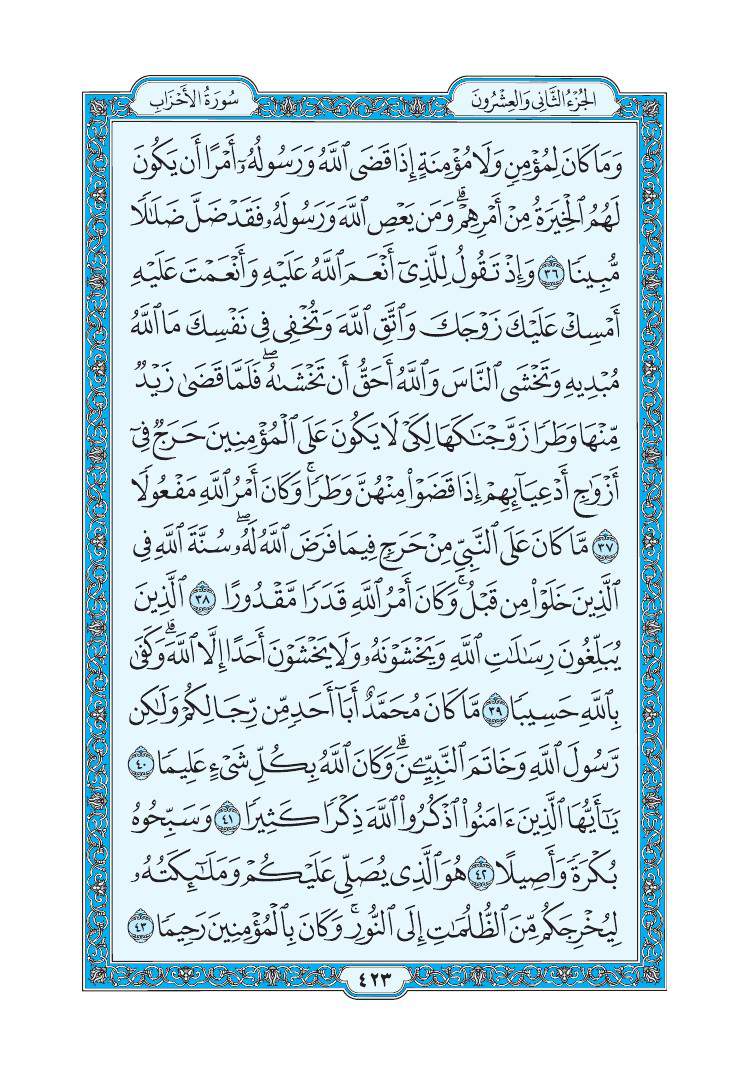 الجُزْءُ الثَّانِي وَالعِشْرُونَ
سُورَةُ الأَحْزَابِ
وَمَا كَانَ لِمُؤْمِنٖ وَلَا مُؤْمِنَةٍ إِذَا قَضَى ٱللَّهُ وَرَسُولُهُۥٓ أَمۡرًا أَن يَكُونَ
لَهُمُ ٱلۡخِيَرَةُ مِنۡ أَمۡرِهِمۡۗ وَمَن يَعۡصِ ٱللَّهَ وَرَسُولَهُۥ فَقَدۡ ضَلَّ ضَلَٰلٗا
مُّبِينٗا ٣٦ وَإِذۡ تَقُولُ لِلَّذِيٓ أَنۡعَمَ ٱللَّهُ عَلَيۡهِ وَأَنۡعَمۡتَ عَلَيۡهِ
أَمۡسِكۡ عَلَيۡكَ زَوۡجَكَ وَٱتَّقِ ٱللَّهَ وَتُخۡفِي فِي نَفۡسِكَ مَا ٱللَّهُ
مُبۡدِيهِ وَتَخۡشَى ٱلنَّاسَ وَٱللَّهُ أَحَقُّ أَن تَخۡشَىٰهُۖ فَلَمَّا قَضَىٰ زَيۡدٞ
مِّنۡهَا وَطَرٗا زَوَّجۡنَٰكَهَا لِكَيۡ لَا يَكُونَ عَلَى ٱلۡمُؤۡمِنِينَ حَرَجٞ فِيٓ
أَزۡوَٰجِ أَدۡعِيَآئِهِمۡ إِذَا قَضَوۡاْ مِنۡهُنَّ وَطَرٗاۚ وَكَانَ أَمۡرُ ٱللَّهِ مَفۡعُولٗا
٣٧ مَّا كَانَ عَلَى ٱلنَّبِيِّ مِنۡ حَرَجٖ فِيمَا فَرَضَ ٱللَّهُ لَهُۥۖ سُنَّةَ ٱللَّهِ فِي
ٱلَّذِينَ خَلَوۡاْ مِن قَبۡلُۚ وَكَانَ أَمۡرُ ٱللَّهِ قَدَرٗا مَّقۡدُورًا ٣٨ ٱلَّذِينَ
يُبَلِّغُونَ رِسَٰلَٰتِ ٱللَّهِ وَيَخۡشَوۡنَهُۥ وَلَا يَخۡشَوۡنَ أَحَدًا إِلَّا ٱللَّهَۗ وَكَفَىٰ
بِٱللَّهِ حَسِيبٗا ٣٩ مَّا كَانَ مُحَمَّدٌ أَبَآ أَحَدٖ مِّن رِّجَالِكُمۡ وَلَٰكِن
رَّسُولَ ٱللَّهِ وَخَاتَمَ ٱلنَّبِيِّـۧنَۗ وَكَانَ ٱللَّهُ بِكُلِّ شَيۡءٍ عَلِيمٗا ٤٠
يَٰٓأَيُّهَا ٱلَّذِينَ ءَامَنُواْ ٱذۡكُرُواْ ٱللَّهَ ذِكۡرٗا كَثِيرٗا ٤١ وَسَبِّحُوهُ
بُكۡرَةٗ وَأَصِيلًا ٤٢ هُوَ ٱلَّذِي يُصَلِّي عَلَيۡكُمۡ وَمَلَٰٓئِكَتُهُۥ
لِيُخۡرِجَكُم مِّنَ ٱلظُّلُمَٰتِ إِلَى ٱلنُّورِۚ وَكَانَ بِٱلۡمُؤۡمِنِينَ رَحِيمٗا ٤٣
٤٢٣